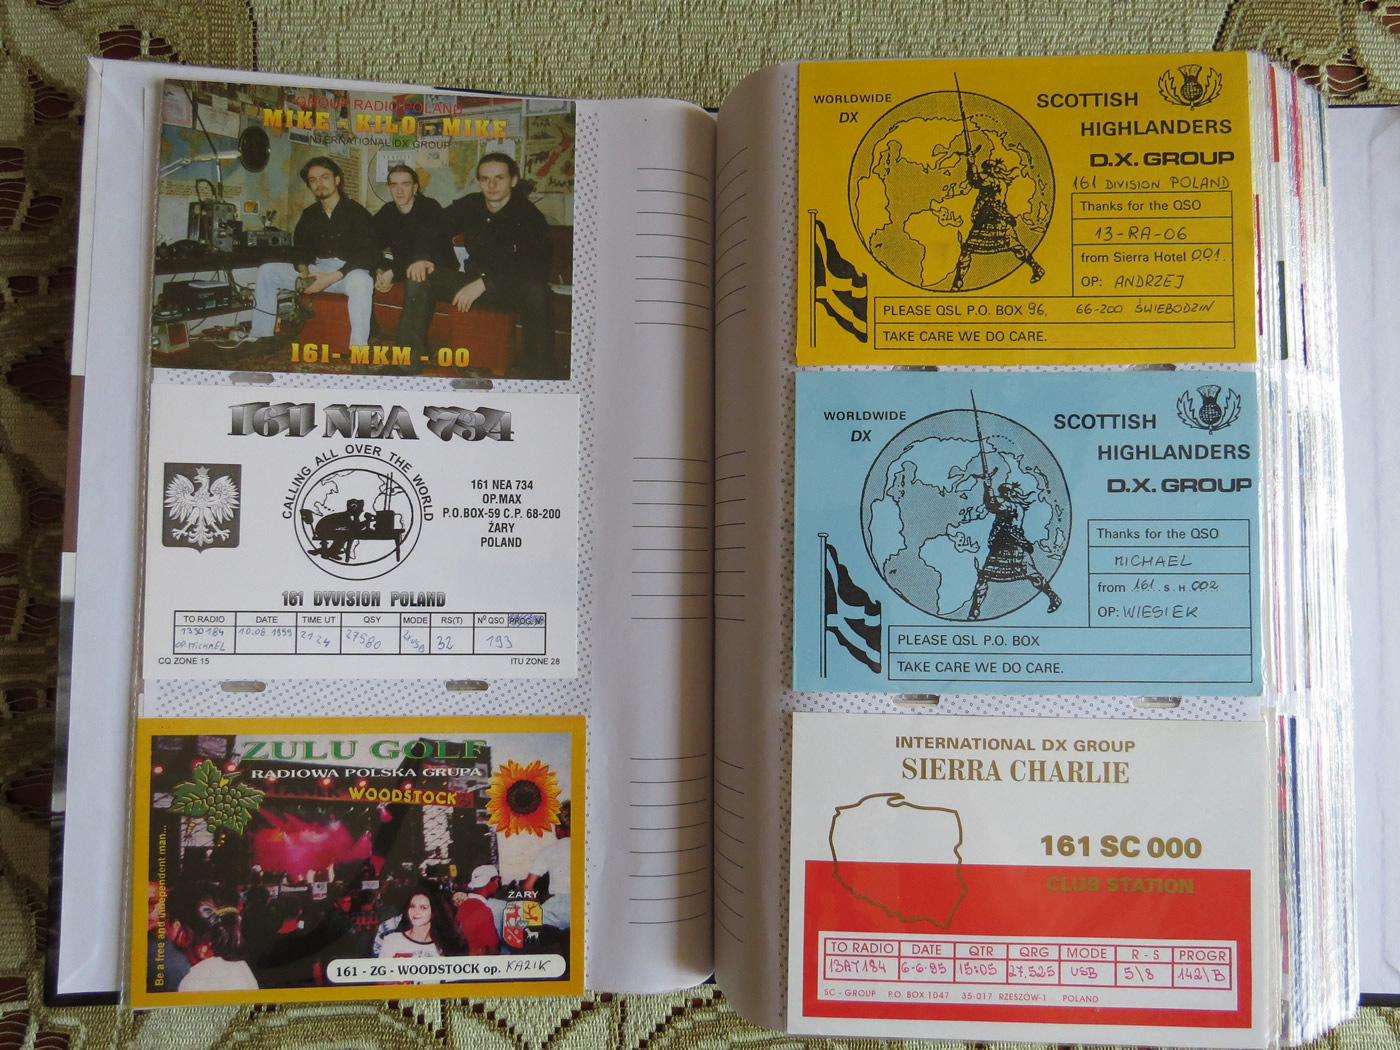 GROUP RADIO POLAND
MIKE - KILO - MIKE
INTERNATIONAL DX GROUP
161- MKM - 00
161 NEA 734
CALLING ALL OVER THE WORLD
161 NEA 734
OP.MAX
P.O.BOX-59 C.P. 68-200
ŻARY
POLAND
161 DYVISION POLAND
TO RADIO DATE TIME UT QSY MODE RS(T) Nº QSO
10.08.1999 2124 27580 USB 32 193
OP. MICHAEL
CQ ZONE 15 ITU ZONE 28
ZULU GOLF
RADIOWA POLSKA GRUPA
WOODSTOCK
Be a free and independent man...
ŻARY
161 - ZG - WOODSTOCK op. KAZIK
WORLDWIDE
DX
SCOTTISH
HIGHLANDERS
D.X. GROUP
161 DIVISION POLAND
Thanks for the QSO
13-RA-06
from Sierra Hotel 001.
OP: ANDRZEJ
PLEASE QSL P.O. BOX 96, 66-200 ŚWIEBODZIN
TAKE CARE WE DO CARE.
WORLDWIDE
DX
SCOTTISH
HIGHLANDERS
D.X. GROUP
Thanks for the QSO
MICHAEL
from 161. S.H. 002
OP: WIESIEK
PLEASE QSL P.O. BOX
TAKE CARE WE DO CARE.
INTERNATIONAL DX GROUP
SIERRA CHARLIE
161 SC 000
CLUB STATION
TO RADIO DATE QTR QRG MODE R - S PROGR
13AT184 6-6-95 15:05 27,525 USB 5\8 142\B
SC - GROUP P.O. BOX 1047 35-017 RZESZÓW-1 POLAND